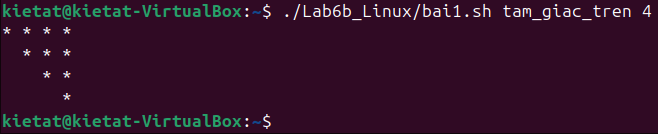 kietat@kietat-VirtualBox:~$ ./Lab6b_Linux/bai1.sh tam_giac_tren 4
* * * *
  * * *
    * *
      *
kietat@kietat-VirtualBox:~$